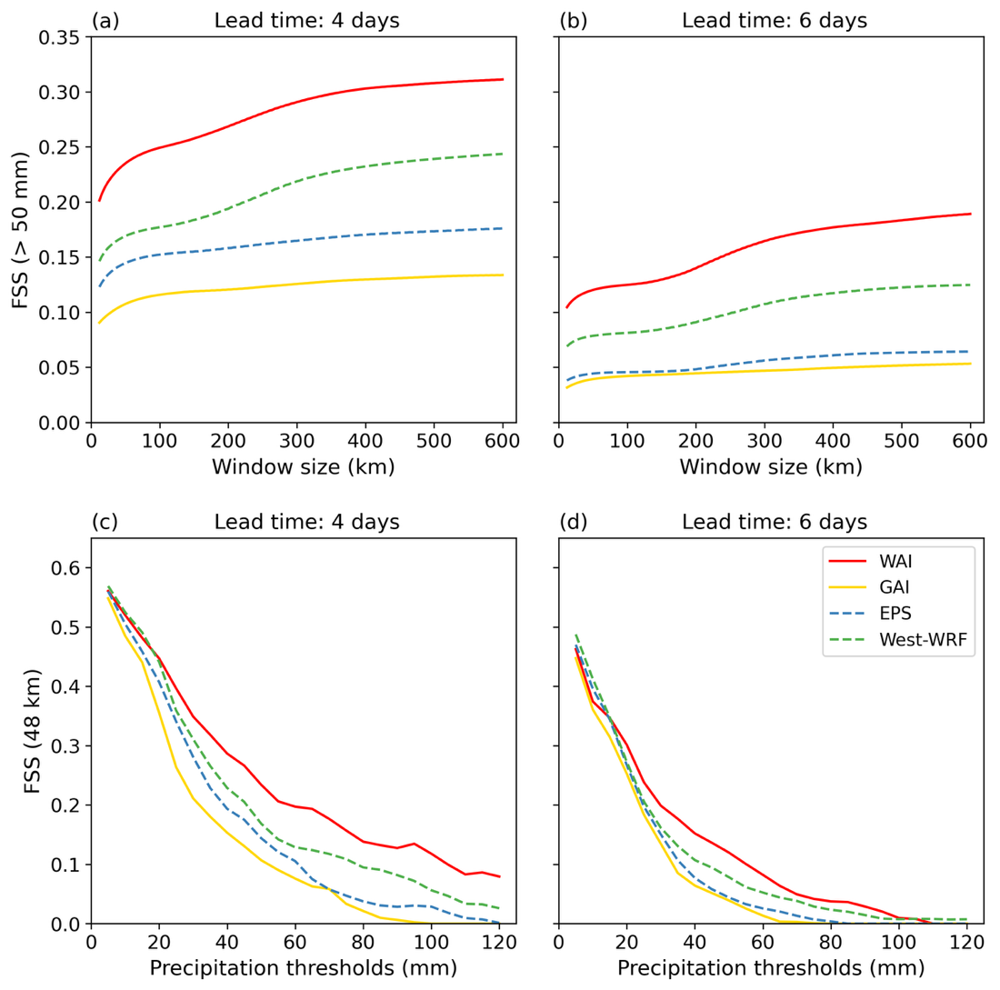 (a) Lead time: 4 days
(b) Lead time: 6 days
FSS (> 50 mm)
0.35
0.30
0.25
0.20
0.15
0.10
0.05
0.00
0 100 200 300 400 500 600
0 100 200 300 400 500 600
Window size (km)
Window size (km)
(c) Lead time: 4 days
(d) Lead time: 6 days
FSS (48 km)
0.6
0.5
0.4
0.3
0.2
0.1
0.0
WAI
GAI
EPS
West-WRF
0 20 40 60 80 100 120
0 20 40 60 80 100 120
Precipitation thresholds (mm)
Precipitation thresholds (mm)